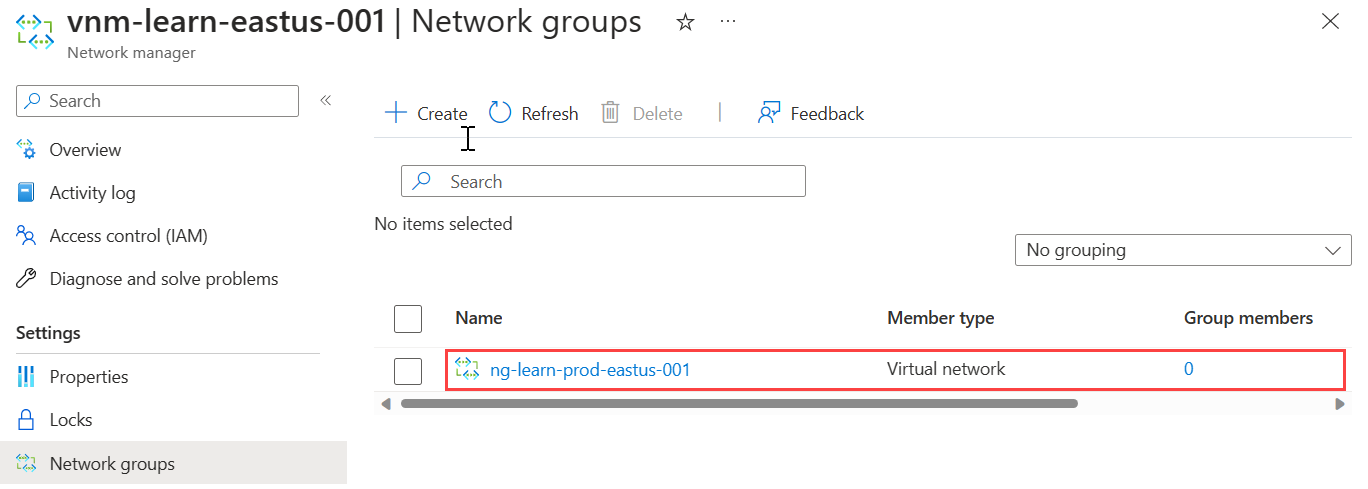 vnm-learn-eastus-001 | Network groups
Network manager
Search
Overview
Activity log
Access control (IAM)
Diagnose and solve problems
Settings
Properties
Locks
Network groups
Create Refresh Delete | Feedback
Search
No items selected
No grouping
Name Member type Group members
ng-learn-prod-eastus-001 Virtual network 0